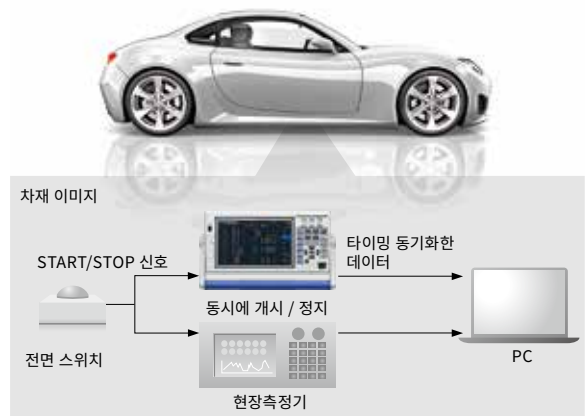 차재 이미지
START/STOP 신호
타이밍 동기화한
데이터
동시에 개시 / 정지
전면 스위치
PC
현장측정기